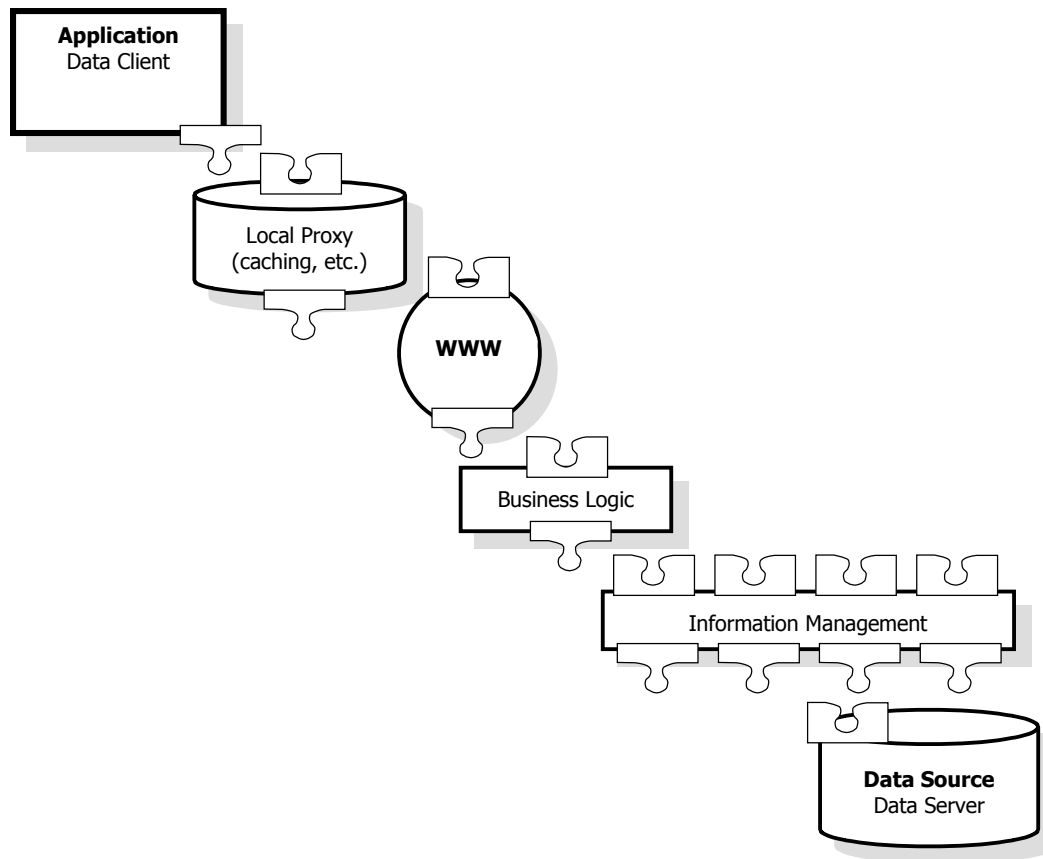 Application
Data Client
Local Proxy
(caching, etc.)
WWW
Business Logic
Information Management
Data Source
Data Server